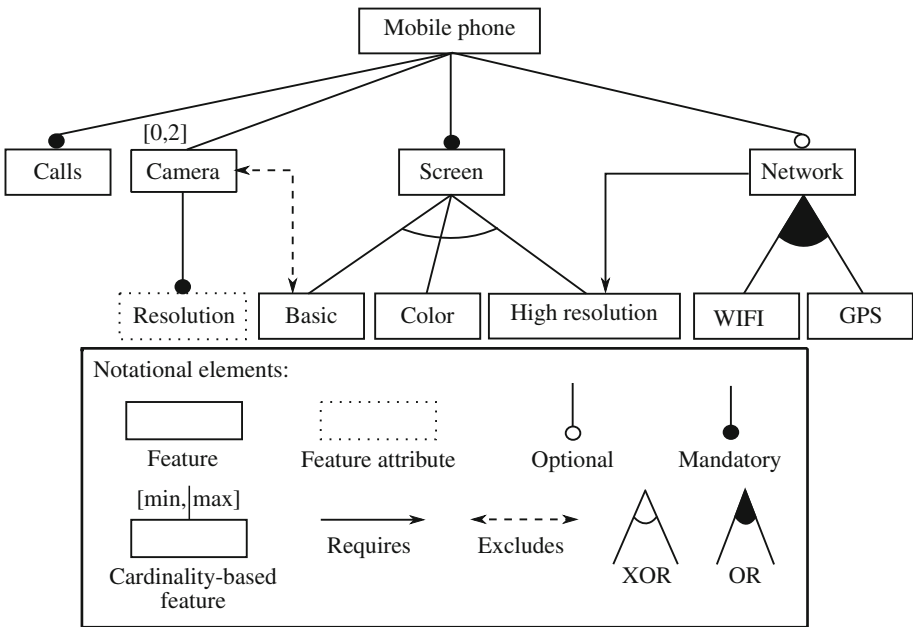 Mobile phone
[0,2]
Calls
Camera
Screen
Network
Resolution
Basic
Color
High resolution
WIFI
GPS
Notational elements:
Feature
Feature attribute
Optional
Mandatory
[min, max]
Cardinality-based
feature
Requires
Excludes
XOR
OR